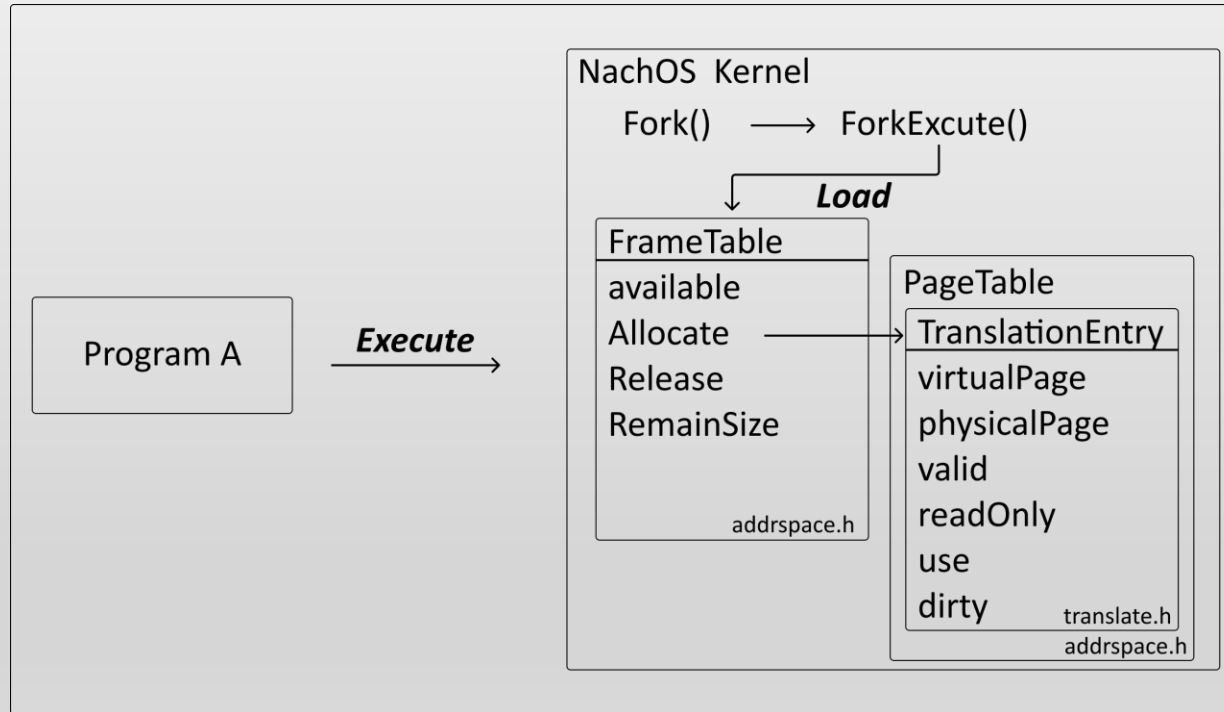 NachOS Kernel
Fork()
ForkExcute()
Load
FrameTable
available
Allocate
Release
RemainSize
addrspace.h
PageTable
TranslationEntry
virtualPage
physicalPage
valid
readOnly
use
dirty
translate.h
addrspace.h
Program A
Execute